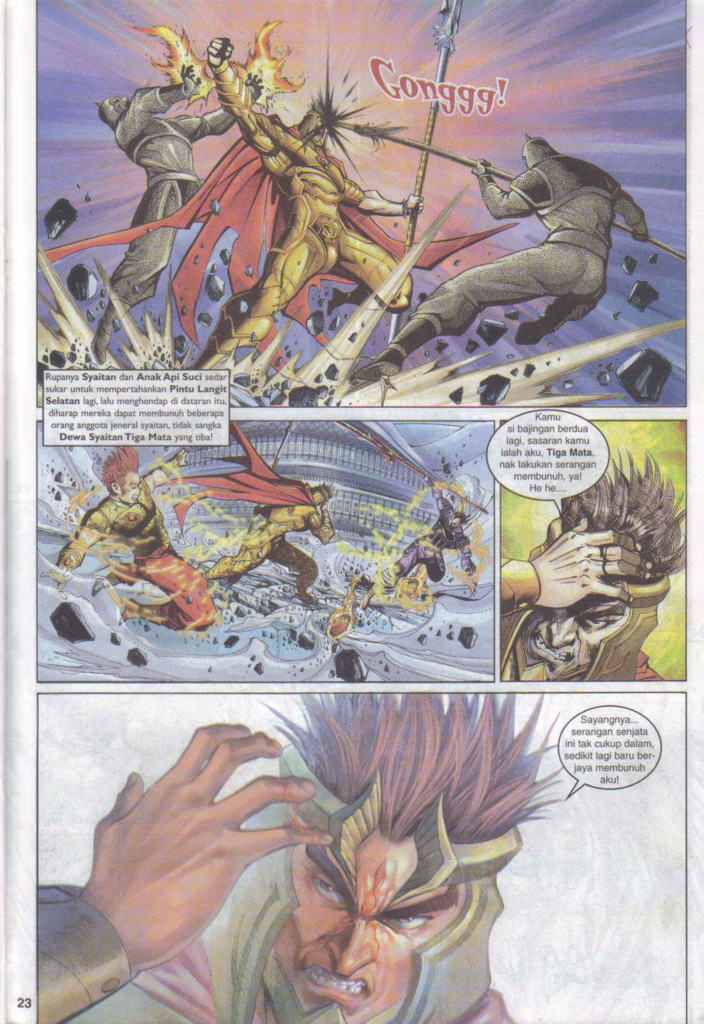 Gonggg!
Rupanya Syaitan dan Anak Api Suci sedar
sukar untuk mempertahankan Pintu Langit
Selatan lagi, lalu menghendap di dataran itu,
diharap mereka dapat membunuh beberapa
orang anggota jeneral syaitan, tidak sangka
Dewa Syaitan Tiga Mata yang tiba!
Kamu
si bajingan berdua
lagi, sasaran kamu
ialah aku, Tiga Mata,
nak lakukan serangan
membunuh, ya!
He he....
Sayangnya...
serangan senjata
ini tak cukup dalam,
sedikit lagi baru ber-
jaya membunuh
aku!
23